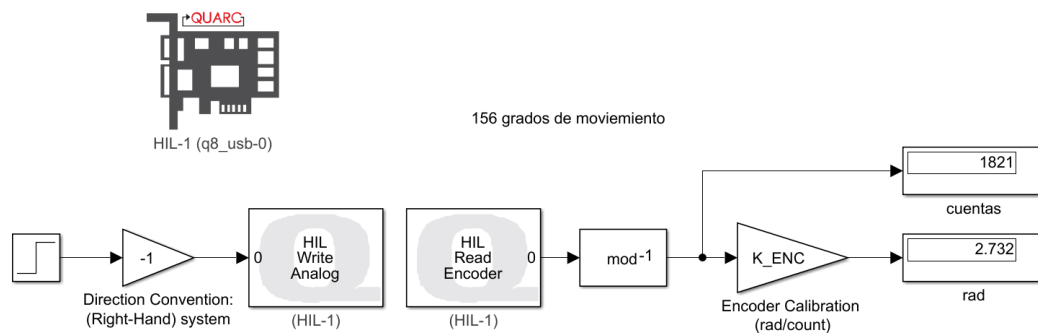 QUARC
HIL-1 (q8_usb-0)
156 grados de moviemiento
1821
cuentas
-1
0
HIL
Write
Analog
HIL
Read
Encoder
0
mod-1
K_ENC
2.732
rad
Direction Convention:
(Right-Hand) system
(HIL-1)
(HIL-1)
Encoder Calibration
(rad/count)